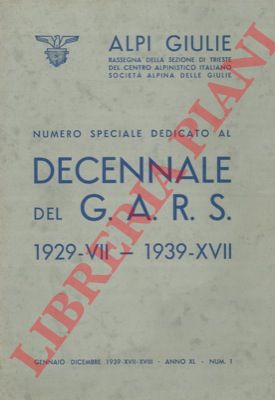 ALPI GIULIE
RASSEGNA DELLA SEZIONE DI TRIESTE
DEL CENTRO ALPINISTICO ITALIANO
SOCIETÀ ALPINA DELLE GIULIE
NUMERO SPECIALE DEDICATO AL
DECENNALE
DEL G. A. R. S.
1929-VII — 1939-XVII
GENNAIO DICEMBRE 1939-XVII-XVIII - ANNO XL - NUM. 1
LIBRERIA PIANI